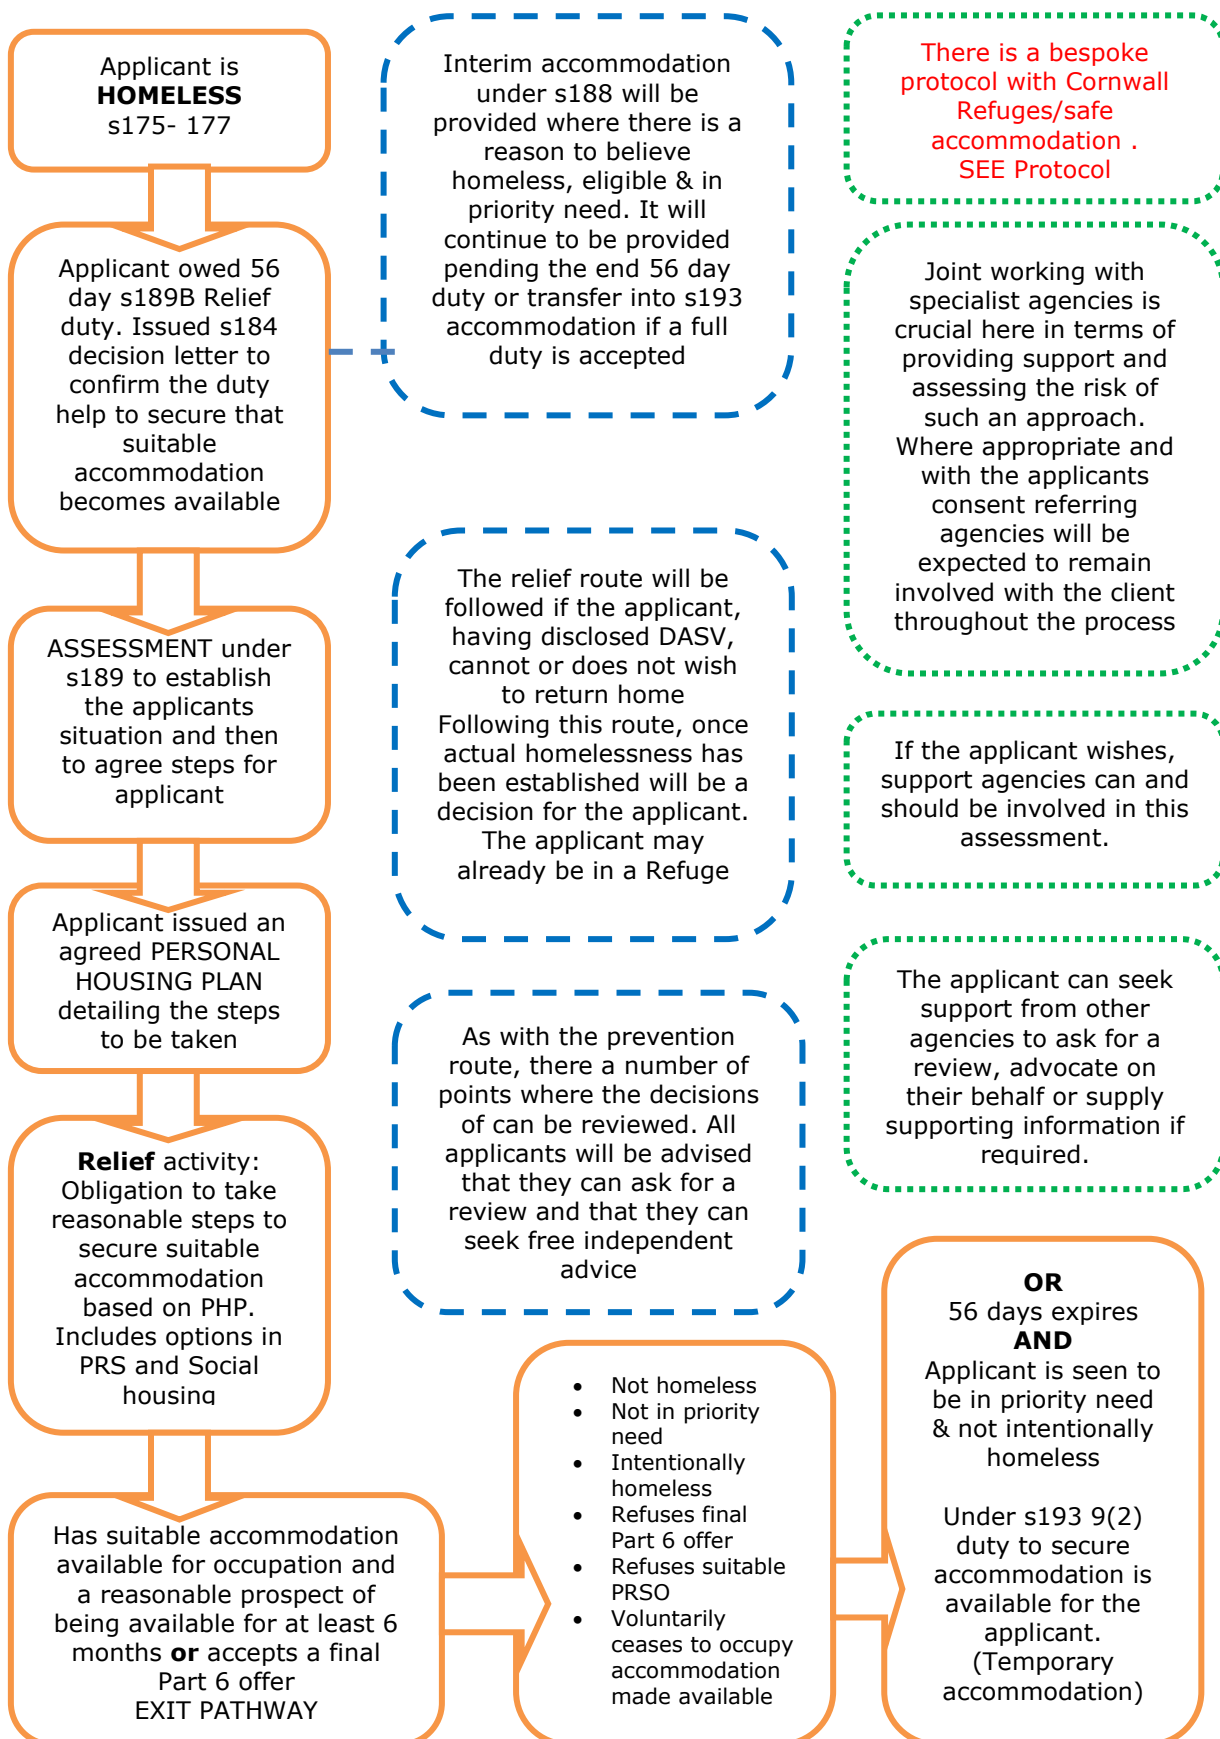 Applicant is
HOMELESS
s175- 177
Applicant owed 56
day s189B Relief
duty. Issued s184
decision letter to
confirm the duty
help to secure that
suitable
accommodation
becomes available
ASSESSMENT under
s189 to establish
the applicants
situation and then
to agree steps for
applicant
Applicant issued an
agreed PERSONAL
HOUSING PLAN
detailing the steps
to be taken
Relief activity:
Obligation to take
reasonable steps to
secure suitable
accommodation
based on PHP.
Includes options in
PRS and Social
housing
Has suitable accommodation
available for occupation and
a reasonable prospect of
being available for at least 6
months or accepts a final
Part 6 offer
EXIT PATHWAY
Interim accommodation
under s188 will be
provided where there is a
reason to believe
homeless, eligible & in
priority need. It will
continue to be provided
pending the end 56 day
duty or transfer into s193
accommodation if a full
duty is accepted
The relief route will be
followed if the applicant,
having disclosed DASV,
cannot or does not wish
to return home
Following this route, once
actual homelessness has
been established will be a
decision for the applicant.
The applicant may
already be in a Refuge
As with the prevention
route, there a number of
points where the decisions
of can be reviewed. All
applicants will be advised
that they can ask for a
review and that they can
seek free independent
advice
There is a bespoke
protocol with Cornwall
Refuges/safe
accommodation .
SEE Protocol
Joint working with
specialist agencies is
crucial here in terms of
providing support and
assessing the risk of
such an approach.
Where appropriate and
with the applicants
consent referring
agencies will be
expected to remain
involved with the client
throughout the process
If the applicant wishes,
support agencies can and
should be involved in this
assessment.
The applicant can seek
support from other
agencies to ask for a
review, advocate on
their behalf or supply
supporting information if
required.
• Not homeless
• Not in priority
need
• Intentionally
homeless
• Refuses final
Part 6 offer
• Refuses suitable
PRSO
• Voluntarily
ceases to occupy
accommodation
made available
OR
56 days expires
AND
Applicant is seen to
be in priority need
& not intentionally
homeless
Under s193 9(2)
duty to secure
accommodation is
available for the
applicant.
(Temporary
accommodation)